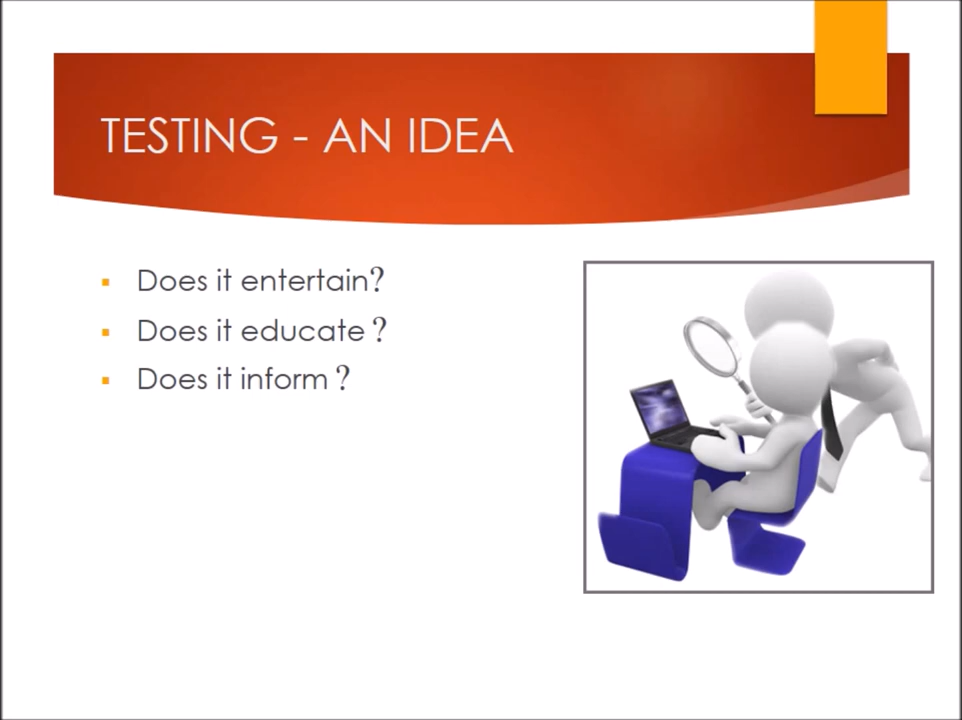 TESTING - AN IDEA
Does it entertain?
Does it educate ?
Does it inform ?